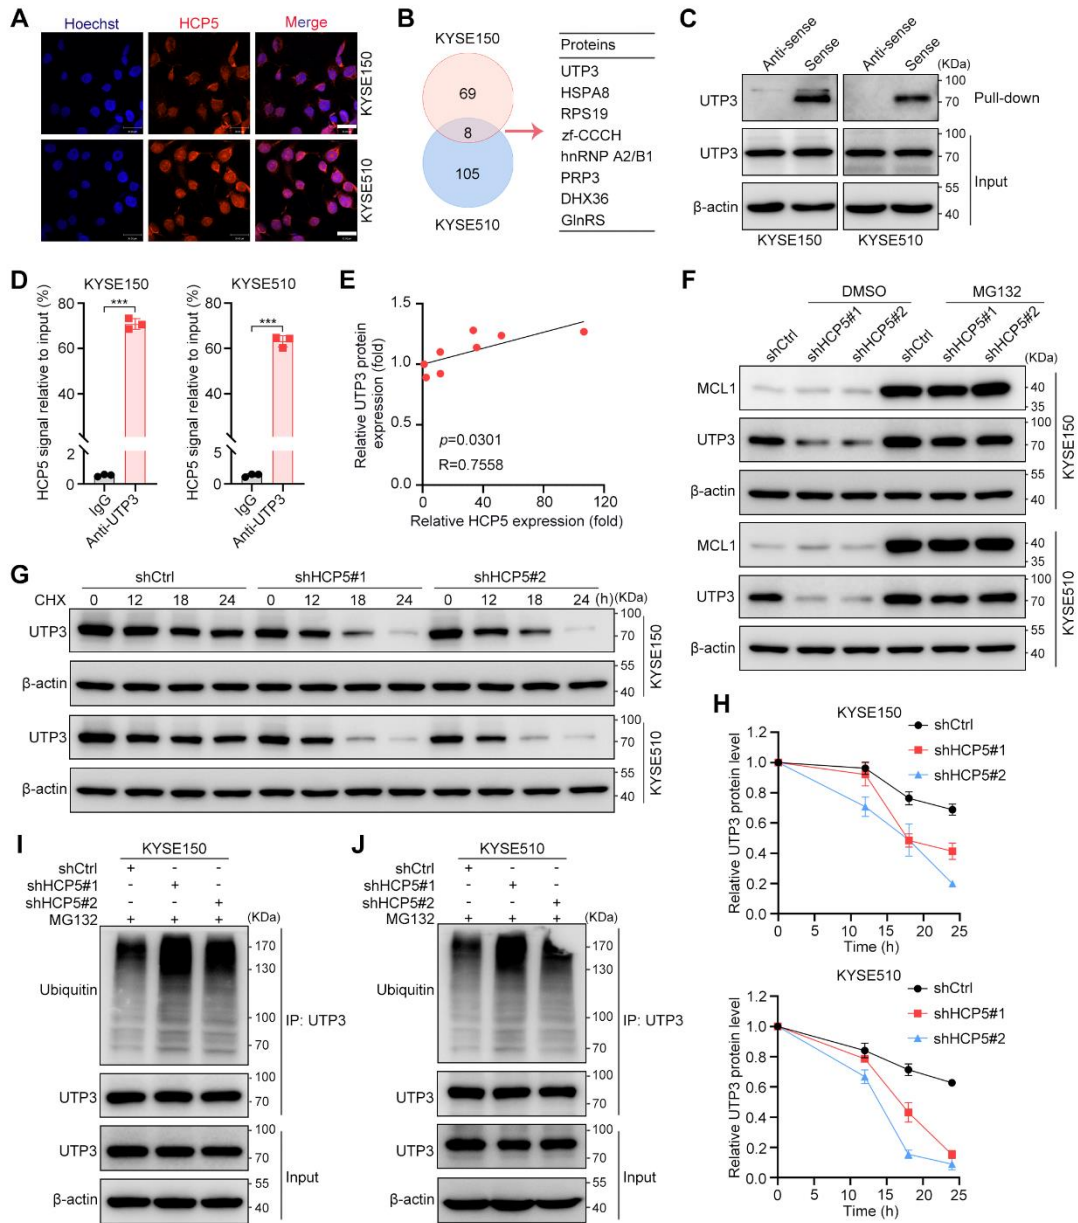 A
Hoechst HCP5 Merge
KYSE150
KYSE510
B
KYSE150
69
8
105
KYSE510
Proteins
UTP3
HSPA8
RPS19
zf-CCCH
hnRNP A2/B1
PRP3
DHX36
GlnRS
C
Anti-sense Sense Anti-sense Sense
(KDa)
UTP3 100 70 Pull-down
UTP3 100 70 Input
β-actin 55 40
KYSE150 KYSE510
D
KYSE150
HCP5 signal relative to input (%)
80
60
40
2
0
***
IgG
Anti-UTP3
KYSE510
HCP5 signal relative to input (%)
80
60
40
5
0
***
IgG
Anti-UTP3
E
Relative UTP3 protein
expression (fold)
1.5
1.0
0.5
0.0
p=0.0301
R=0.7558
0 40 80 120
Relative HCP5 expression (fold)
F
DMSO MG132
shCtrl shHCP5#1 shHCP5#2 shCtrl shHCP5#1 shHCP5#2
(KDa)
MCL1 40 35
UTP3 100 70
β-actin 55 40
KYSE150
MCL1 40 35
UTP3 100 70
β-actin 55 40
KYSE510
G
shCtrl shHCP5#1 shHCP5#2
CHX 0 12 18 24 0 12 18 24 0 12 18 24 (h) (KDa)
UTP3 100 70
β-actin 55 40
KYSE150
UTP3 100 70
β-actin 55 40
KYSE510
H
KYSE150
shCtrl
shHCP5#1
shHCP5#2
Relative UTP3 protein level
1.2
1.0
0.8
0.6
0.4
0.2
0.0
0 5 10 15 20 25
Time (h)
KYSE510
shCtrl
shHCP5#1
shHCP5#2
Relative UTP3 protein level
1.2
1.0
0.8
0.6
0.4
0.2
0.0
0 5 10 15 20 25
Time (h)
I
KYSE150
shCtrl + - -
shHCP5#1 - + -
shHCP5#2 - - +
MG132 + + + (KDa)
Ubiquitin 170 130 100 70
UTP3 100 70
IP: UTP3
UTP3 100 70
β-actin 55 40
Input
J
KYSE510
shCtrl + - -
shHCP5#1 - + -
shHCP5#2 - - +
MG132 + + + (KDa)
Ubiquitin 170 130 100 70
UTP3 100 70
IP: UTP3
UTP3 100 70
β-actin 55 40
Input